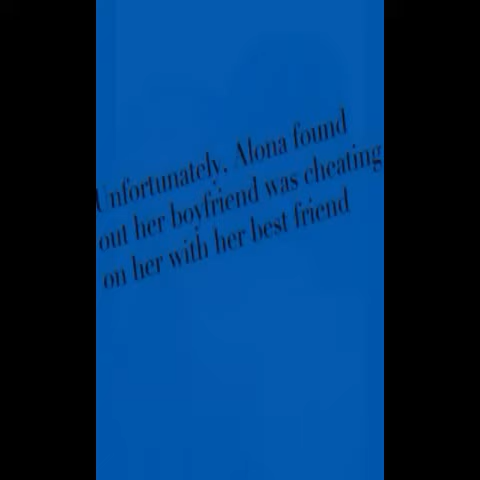 Unfortunately, Alona found
out her boyfriend was cheating
on her with her best friend